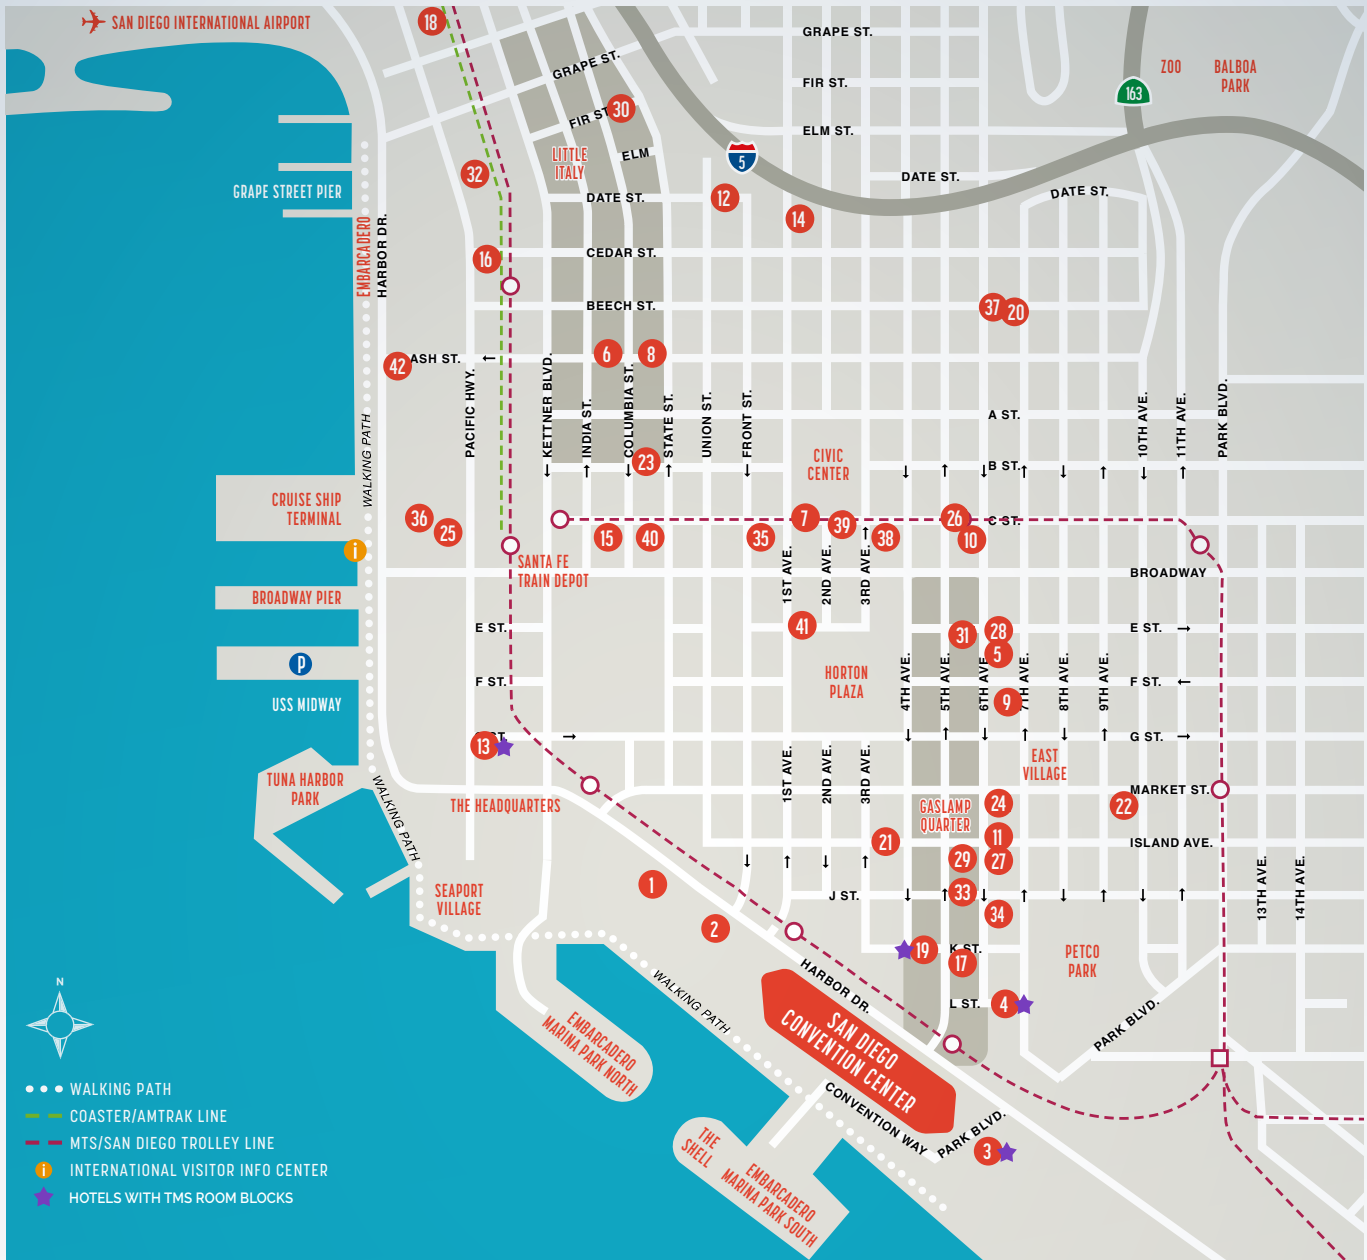 SAN DIEGO INTERNATIONAL AIRPORT
18
GRAPE ST.
GRAPE ST.
ZOO
BALBOA
PARK
FIR ST.
163
FIR ST.
30
ELM ST.
ELM
5
LITTLE
ITALY
32
GRAPE STREET PIER
DATE ST.
12
14
DATE ST.
DATE ST.
EMBARCADERO
HARBOR DR.
16
CEDAR ST.
BEECH ST.
37
20
42
ASH ST.
6
8
PACIFIC HWY.
KETTNER BLVD.
INDIA ST.
COLUMBIA ST.
STATE ST.
UNION ST.
FRONT ST.
A ST.
10TH AVE.
11TH AVE.
PARK BLVD.
WALKING PATH
23
CIVIC
CENTER
B ST.
CRUISE SHIP
TERMINAL
36
25
15
40
35
7
39
38
26
10
C ST.
SANTA FE
TRAIN DEPOT
1ST AVE.
2ND AVE.
3RD AVE.
BROADWAY
i
BROADWAY PIER
E ST.
41
31
28
5
E ST.
P
USS MIDWAY
F ST.
HORTON
PLAZA
4TH AVE.
5TH AVE.
6TH AVE.
7TH AVE.
8TH AVE.
9TH AVE.
9
F ST.
13
ST.
G ST.
EAST
VILLAGE
TUNA HARBOR
PARK
WALKING PATH
THE HEADQUARTERS
1ST AVE.
2ND AVE.
3RD AVE.
GASLAMP
QUARTER
24
22
MARKET ST.
21
11
29
27
ISLAND AVE.
SEAPORT
VILLAGE
1
2
J ST.
33
34
13TH AVE.
14TH AVE.
19
K ST.
17
PETCO
PARK
WALKING PATH
HARBOR DR.
L ST.
4
PARK BLVD.
SAN DIEGO
CONVENTION CENTER
EMBARCADERO
MARINA PARK NORTH
CONVENTION WAY
PARK BLVD.
3
THE
SHELL
EMBARCADERO
MARINA PARK SOUTH
N
WALKING PATH
COASTER/AMTRAK LINE
MTS/SAN DIEGO TROLLEY LINE
i INTERNATIONAL VISITOR INFO CENTER
HOTELS WITH TMS ROOM BLOCKS